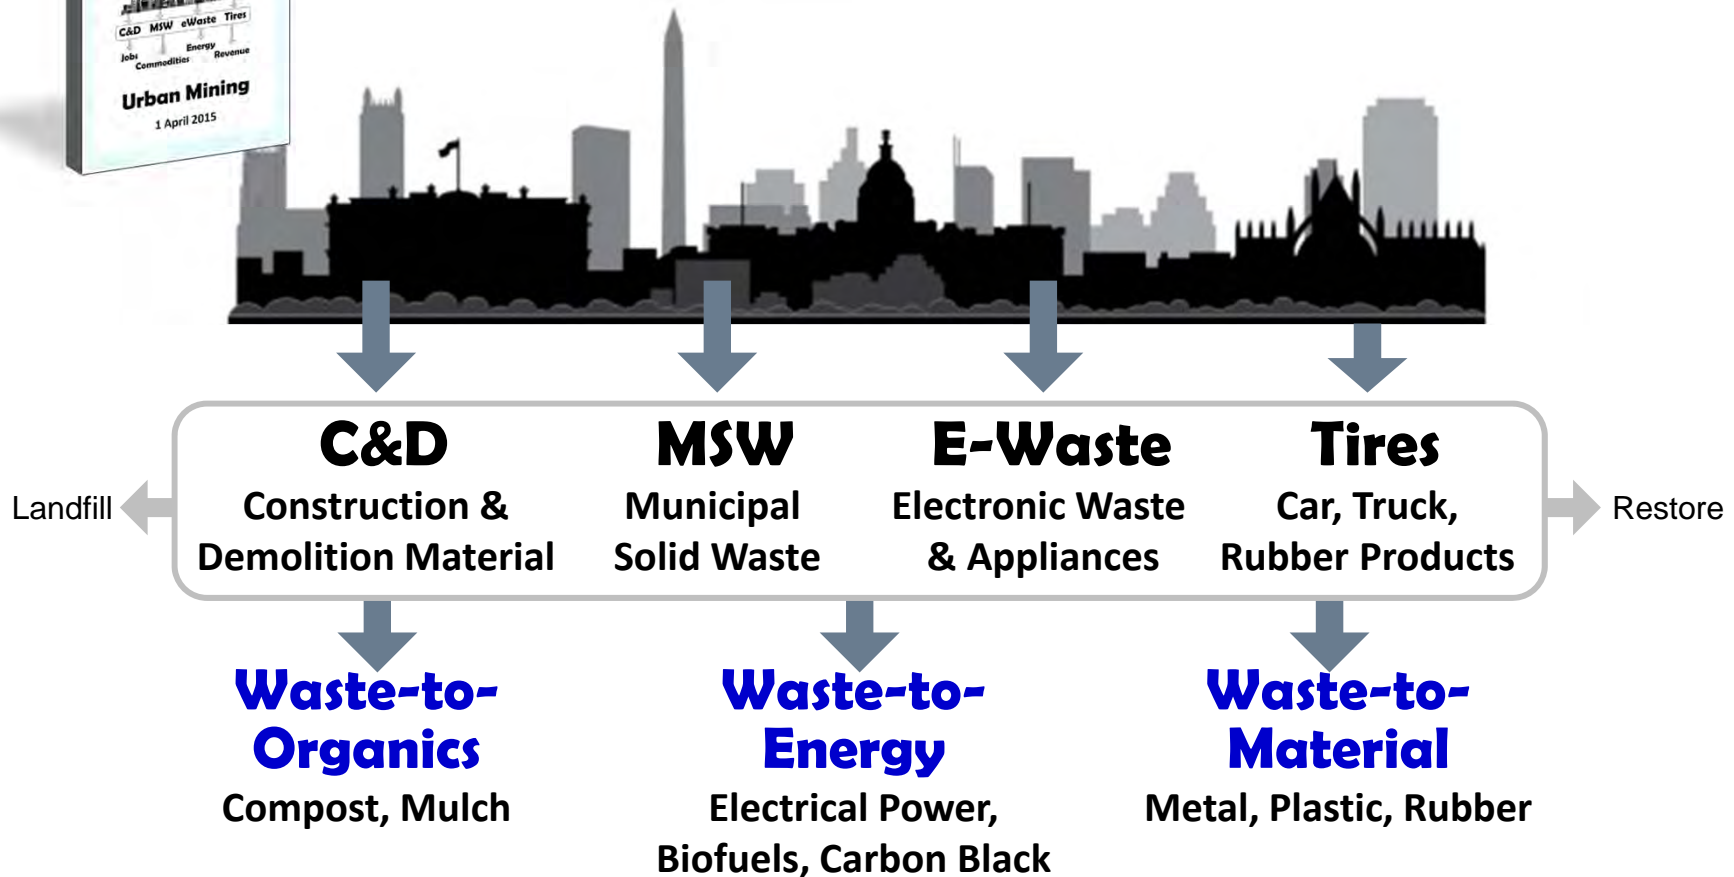 C&D MSW eWaste Tires
Jobs Commodities Energy Revenue
Urban Mining
1 April 2015
C&D
Construction &
Demolition Material
MSW
Municipal
Solid Waste
E-Waste
Electronic Waste
& Appliances
Tires
Car, Truck,
Rubber Products
Landfill
Restore
Waste-to-
Organics
Compost, Mulch
Waste-to-
Energy
Electrical Power,
Biofuels, Carbon Black
Waste-to-
Material
Metal, Plastic, Rubber